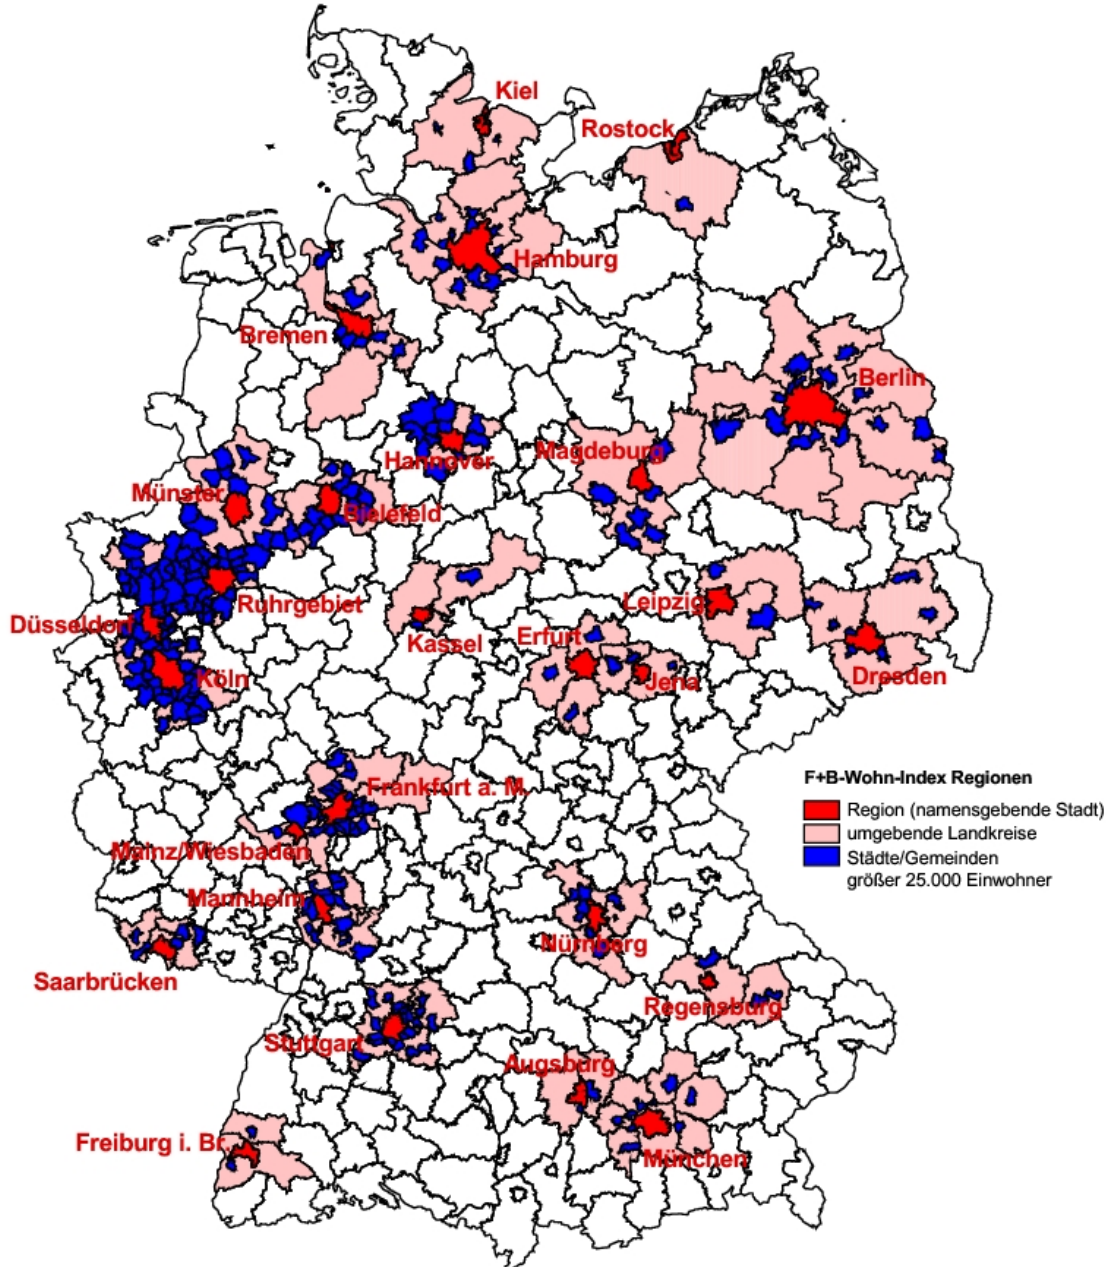 Kiel
Rostock
Hamburg
Bremen
Berlin
Hannover
Magdeburg
Münster
Bielefeld
Ruhrgebiet
Düsseldorf
Leipzig
Kassel
Erfurt
Jena
Dresden
Köln
F+B-Wohn-Index Regionen
Region (namensgebende Stadt)
umgebende Landkreise
Städte/Gemeinden
größer 25.000 Einwohner
Frankfurt a. M.
Mainz/Wiesbaden
Mannheim
Nürnberg
Saarbrücken
Regensburg
Stuttgart
Augsburg
Freiburg i. Br.
München